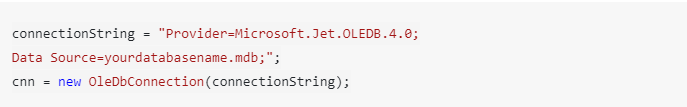 connectionString = "Provider=Microsoft.Jet.OLEDB.4.0;
Data Source=yourdatabasename.mdb;";
cnn = new OleDbConnection(connectionString);